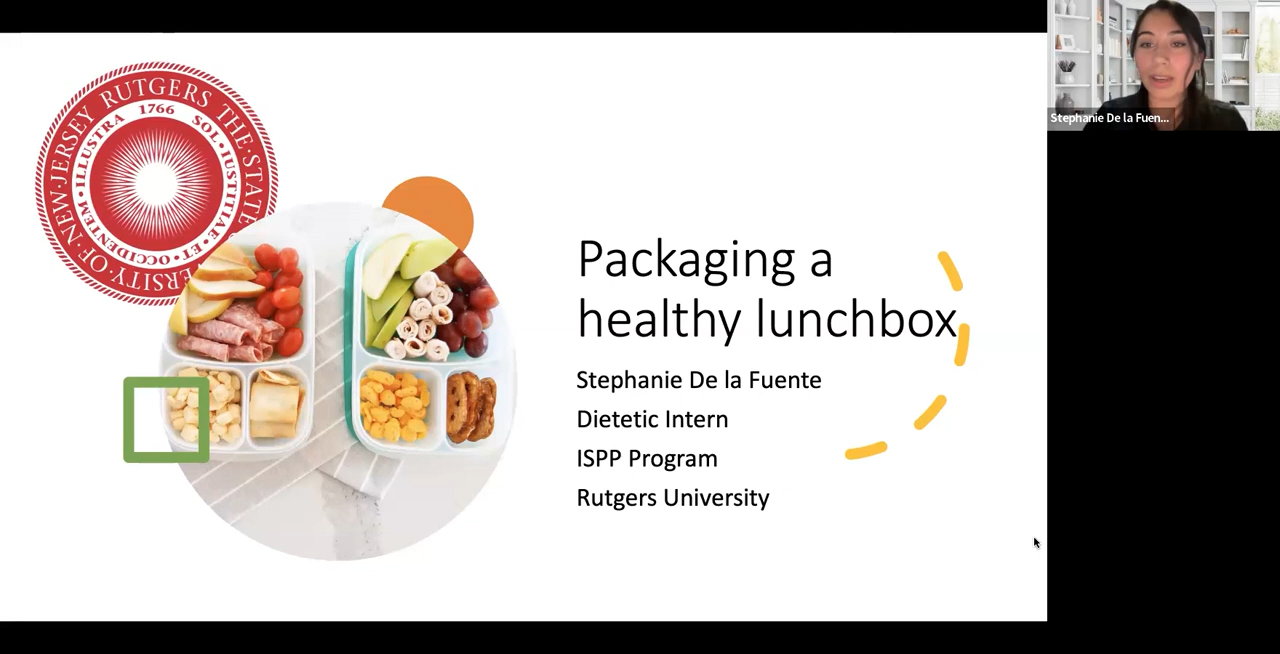 NEW JERSEY RUTGERS THE STATE
UNIVERSITY OF
1766
SOL · IUSTITIAE · ET · OCCIDENTEM · ILLUSTRA
Packaging a
healthy lunchbox
Stephanie De la Fuente
Dietetic Intern
ISPP Program
Rutgers University
Stephanie De la Fuen...